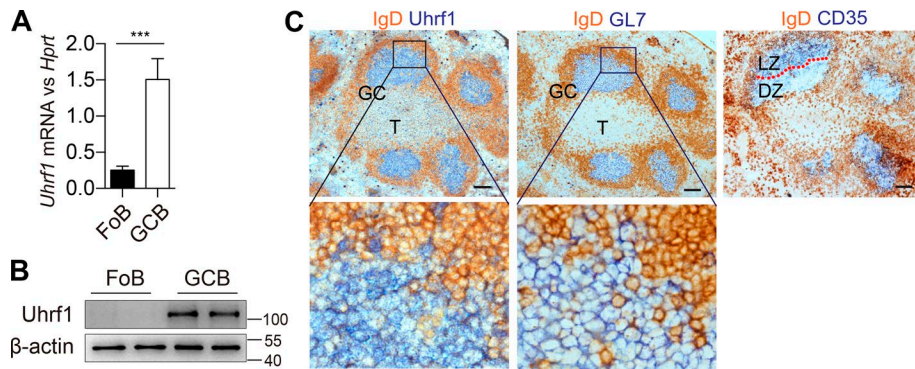 A
Uhrf1 mRNA vs Hprt
***
2.0
1.5
1.0
0.5
0.0
FoB
GCB
B
FoB GCB
Uhrf1
100
β-actin
55
40
C
IgD Uhrf1
GC
T
IgD GL7
GC
T
IgD CD35
LZ
DZ